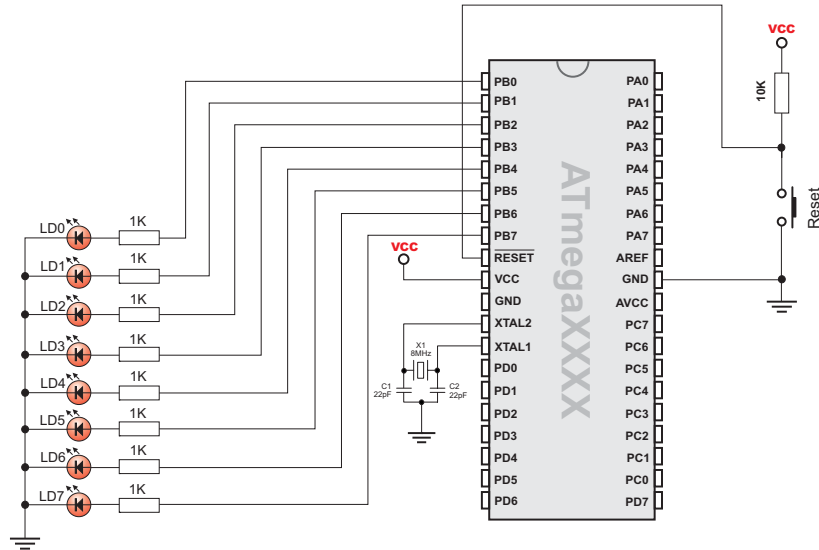 VCC
10K
Reset
PB0
PB1
PB2
PB3
PB4
PB5
PB6
PB7
RESET
VCC
GND
XTAL2
XTAL1
PD0
PD1
PD2
PD3
PD4
PD5
PD6
PA0
PA1
PA2
PA3
PA4
PA5
PA6
PA7
AREF
GND
AVCC
PC7
PC6
PC5
PC4
PC3
PC2
PC1
PC0
PD7
ATmegaXXXX
LD0 1K
LD1 1K
LD2 1K
LD3 1K
LD4 1K
LD5 1K
LD6 1K
LD7 1K
VCC
X1
8MHz
C1
22pF
C2
22pF